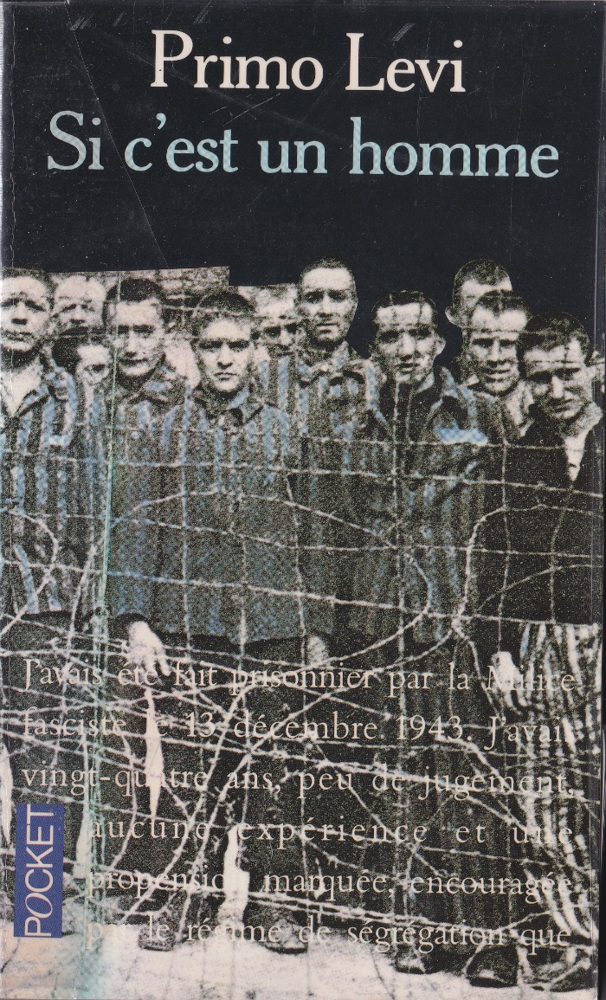 Primo Levi
Si c'est un homme
J'avais été fait prisonnier par la Milice
fasciste le 13 décembre 1943. J'avais
vingt-quatre ans, peu de jugement,
aucune expérience et une
propension marquée, encouragée
par le régime de ségrégation que
POCKET